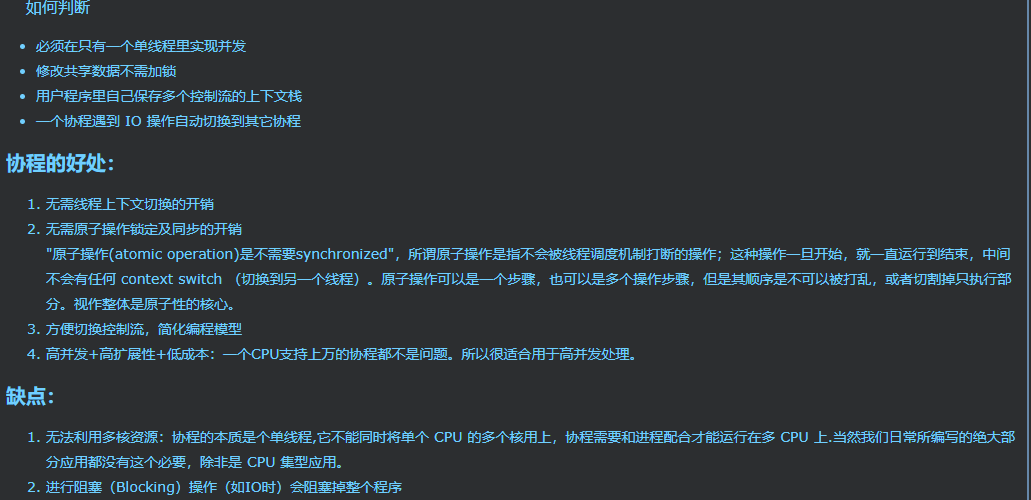 如何判断
必须在只有一个单线程里实现并发
修改共享数据不需加锁
用户程序里自己保存多个控制流的上下文栈
一个协程遇到 IO 操作自动切换到其它协程
协程的好处：
1. 无需线程上下文切换的开销
2. 无需原子操作锁定及同步的开销
"原子操作(atomic operation)是不需要synchronized"，所谓原子操作是指不会被线程调度机制打断的操作；这种操作一旦开始，就一直运行到结束，中间
不会有任何 context switch （切换到另一个线程）。原子操作可以是一个步骤，也可以是多个操作步骤，但是其顺序是不可以被打乱，或者切割掉只执行部
分。视作整体是原子性的核心。
3. 方便切换控制流，简化编程模型
4. 高并发+高扩展性+低成本：一个CPU支持上万的协程都不是问题。所以很适合用于高并发处理。
缺点：
1. 无法利用多核资源：协程的本质是个单线程,它不能同时将单个 CPU 的多个核用上，协程需要和进程配合才能运行在多 CPU 上.当然我们日常所编写的绝大部
分应用都没有这个必要，除非是 CPU 集型应用。
2. 进行阻塞（Blocking）操作（如IO时）会阻塞掉整个程序